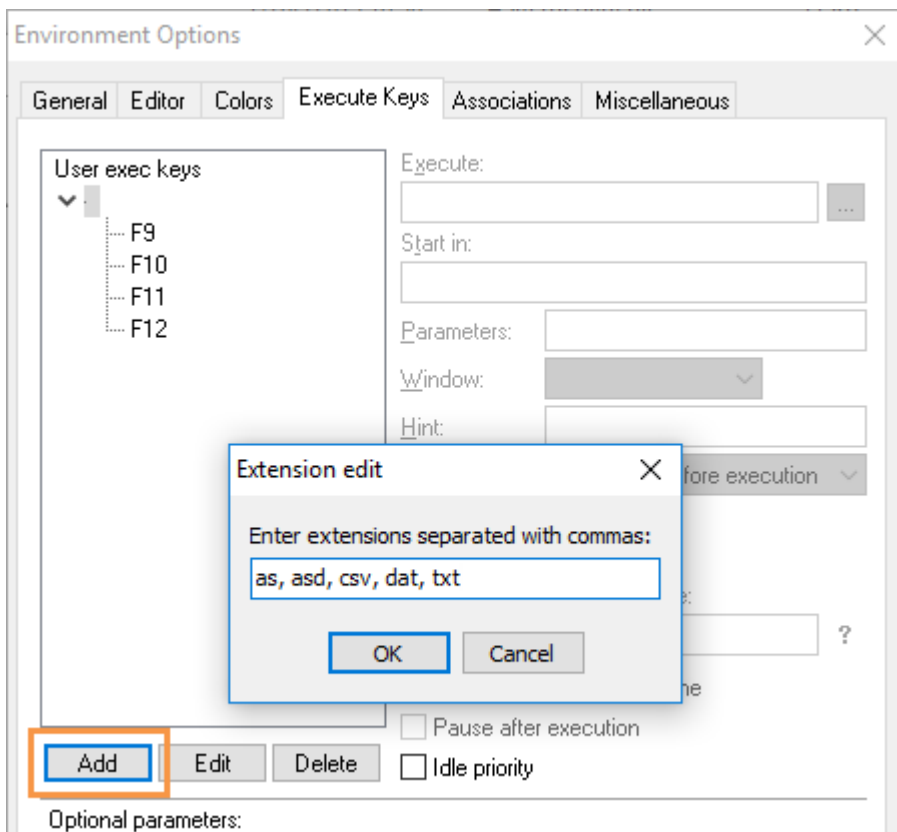 Environment Options
General Editor Colors Execute Keys Associations Miscellaneous
User exec keys
F9
F10
F11
F12
Execute:
...
Start in:
Parameters:
Window:
Hint:
fore execution
Extension edit
Enter extensions separated with commas:
as, asd, csv, dat, txt
OK Cancel
?
Pause after execution
Idle priority
Add Edit Delete
Optional parameters: